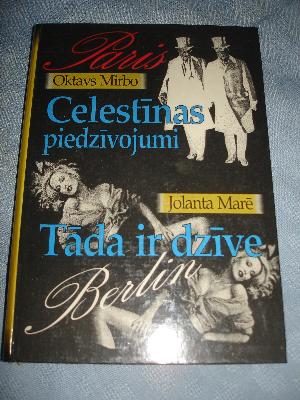 Paris
Oktavs Mirbo
Celestīnas
piedzīvojumi
Jolanta Marē
Tāda ir dzīve
Berlin